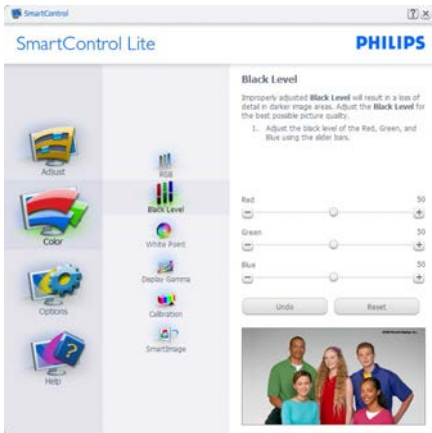 SmartControl
SmartControl Lite
PHILIPS
Adjust
Color
Options
Help
RGB
Black Level
White Point
Display Gamma
Calibration
SmartImage
Black Level
Improperly adjusted Black Level will result in a loss of
detail in darker image areas. Adjust the Black Level for
the best possible picture quality.
1. Adjust the black level of the Red, Green, and
Blue using the slider bars.
Red 50
Green 50
Blue 50
Undo Reset